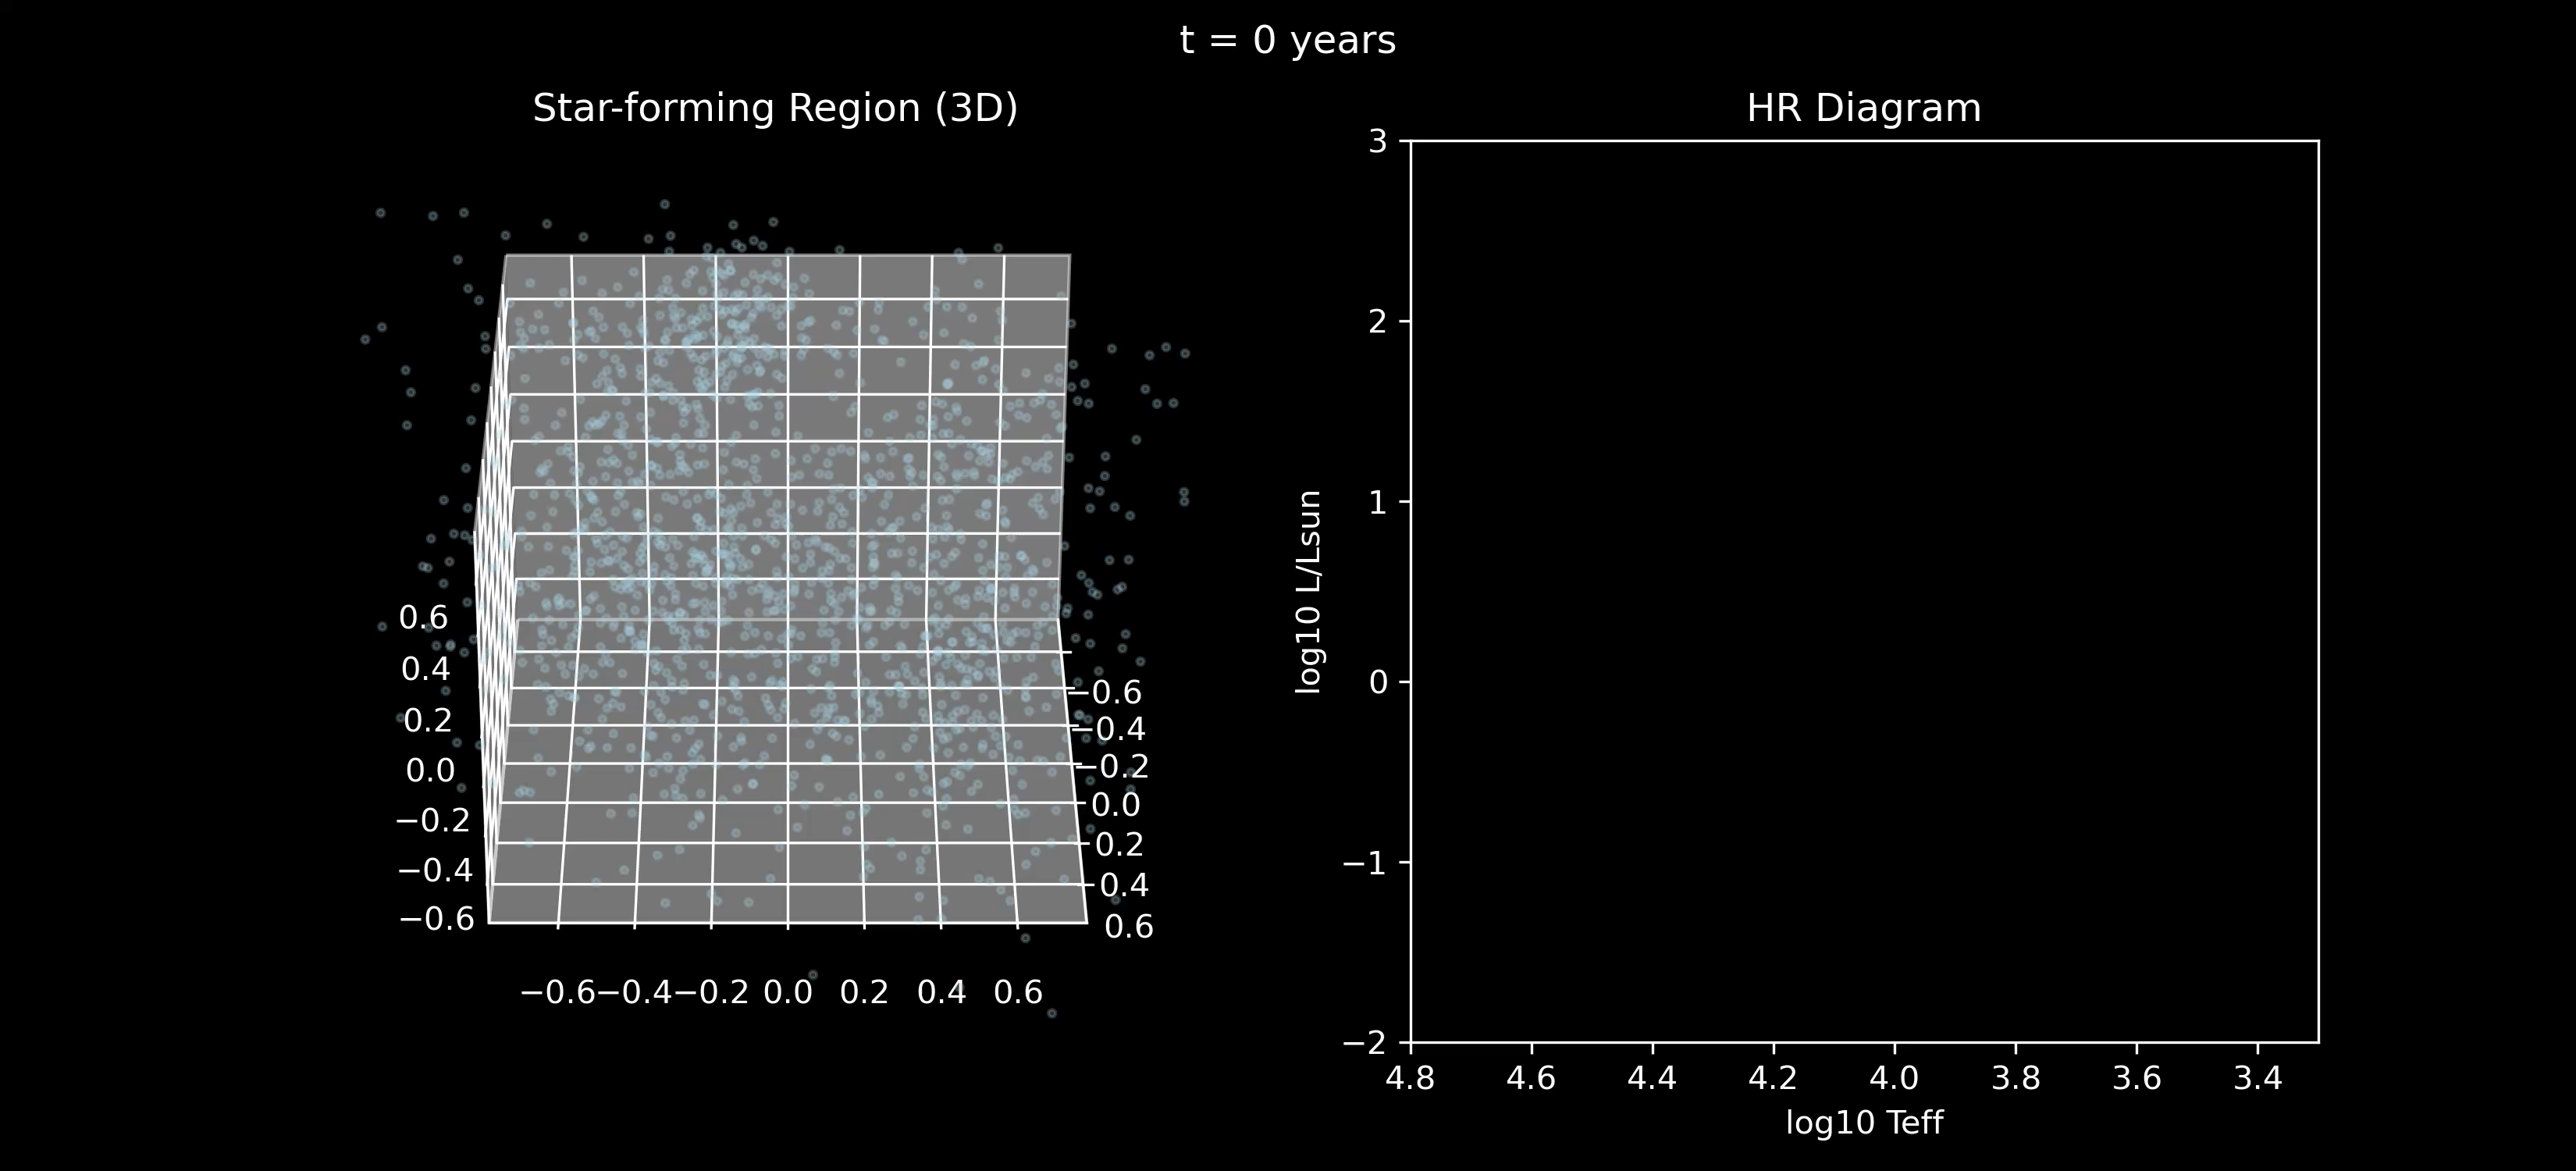 t = 0 years
Star-forming Region (3D)
0.6
0.4
0.2
0.0
−0.2
−0.4
−0.6
−0.6
−0.4
−0.2
0.0
0.2
0.4
0.6
−0.6 −0.4 −0.2 0.0 0.2 0.4 0.6
HR Diagram
3
2
1
0
−1
−2
log10 L/Lsun
4.8 4.6 4.4 4.2 4.0 3.8 3.6 3.4
log10 Teff